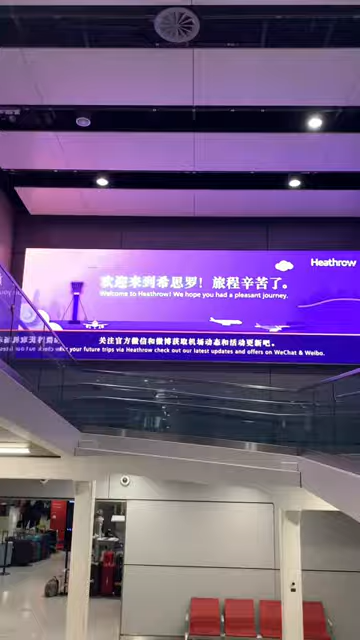 Heathrow
欢迎来到希思罗！旅程辛苦了。
Welcome to Heathrow! We hope you had a pleasant journey.
关注官方微信和微博获取机场动态和活动更新吧。
your future trips via Heathrow check out our latest updates and offers on WeChat & Weibo.